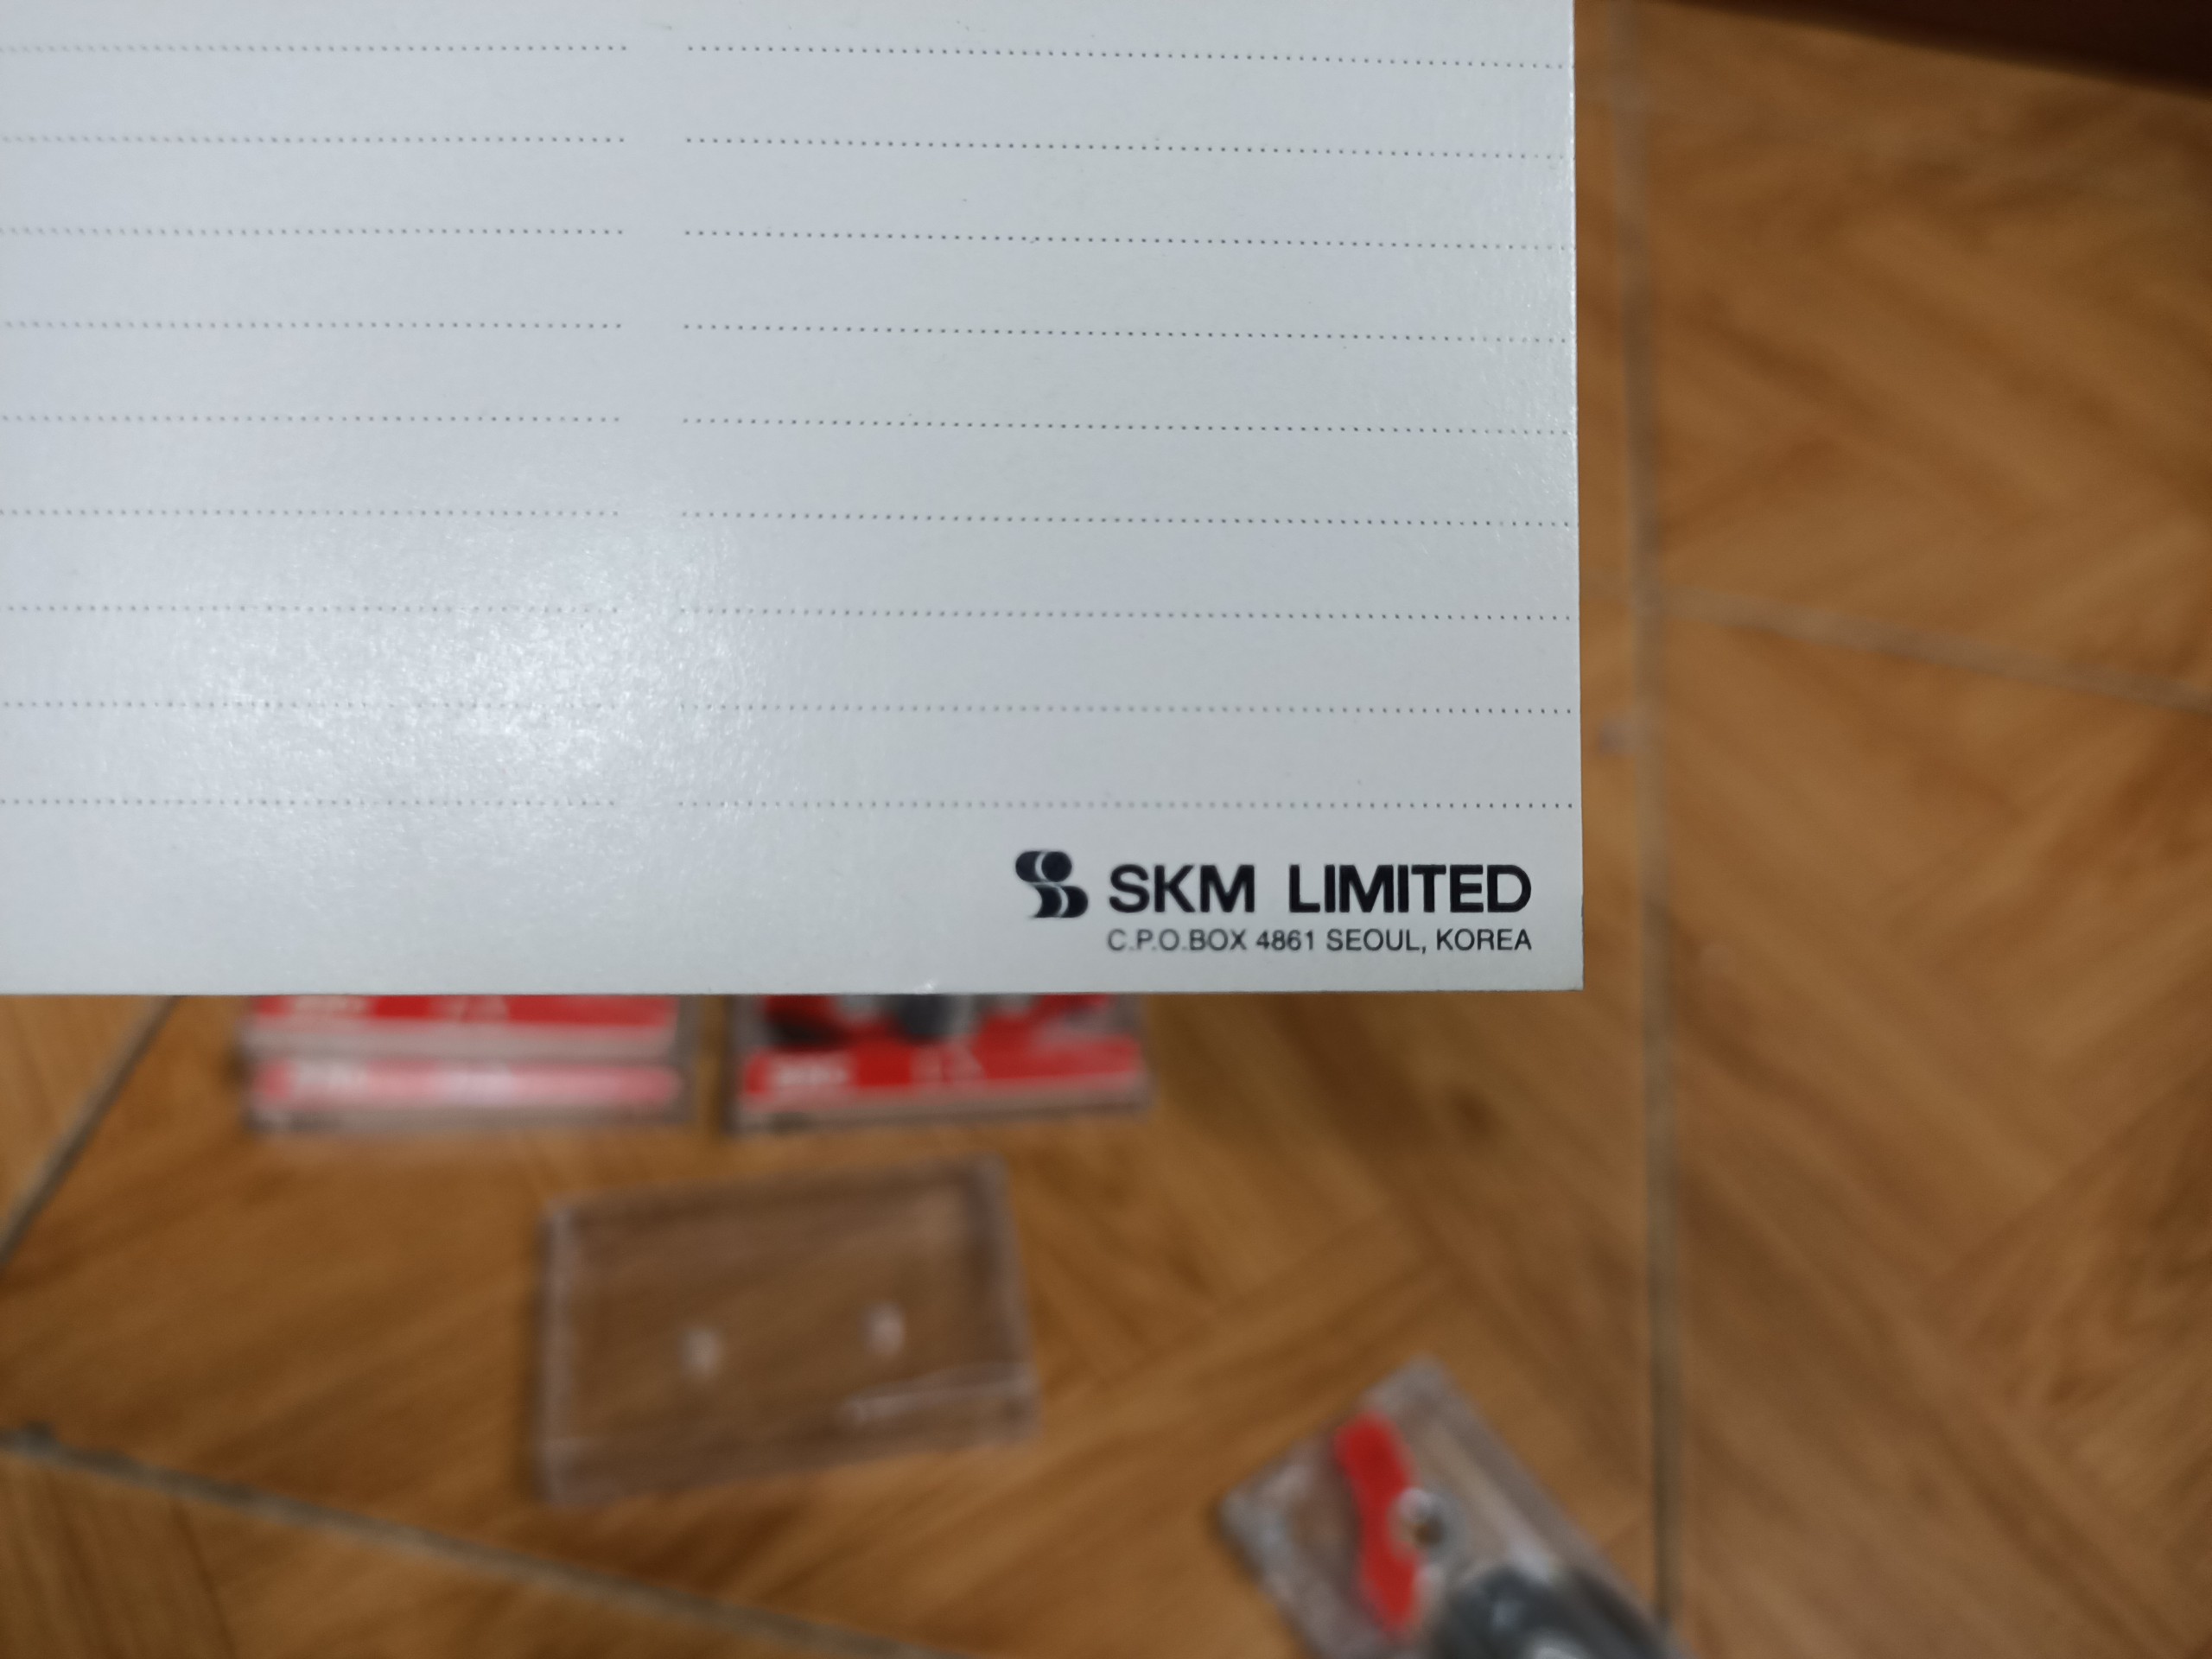 SKM LIMITED
C.P.O.BOX 4861 SEOUL, KOREA